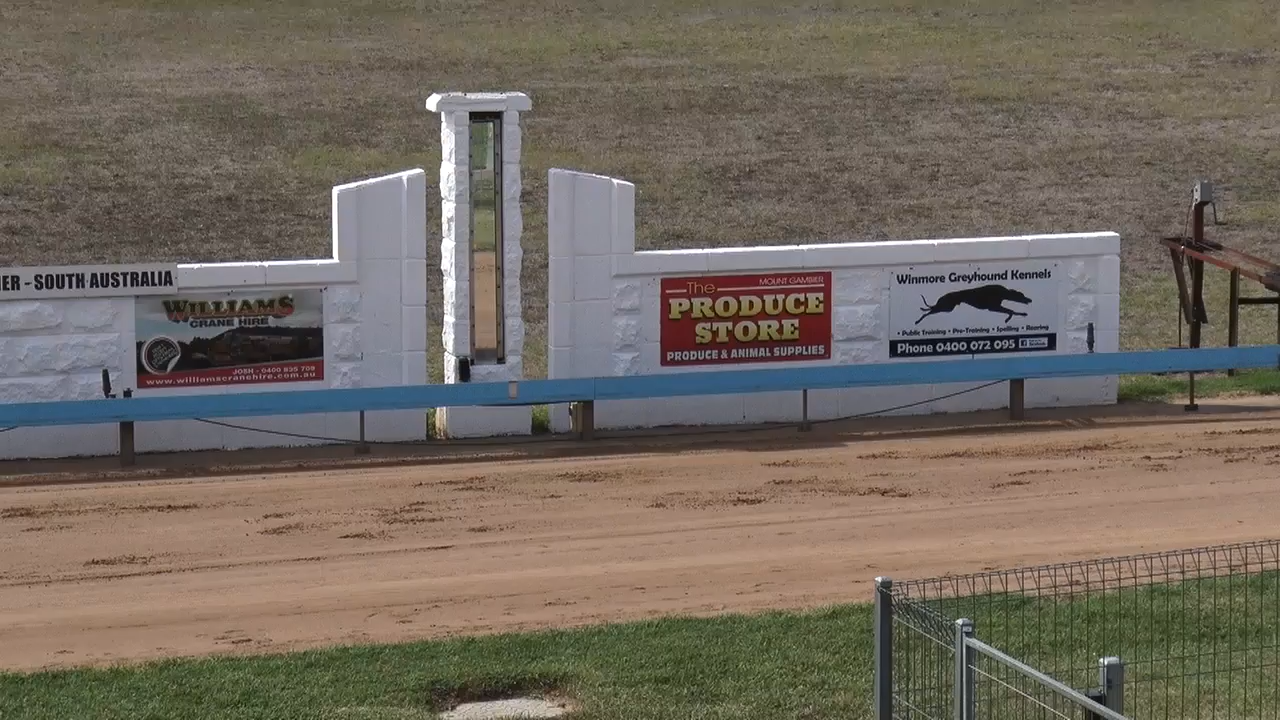 IER - SOUTH AUSTRALIA
WILLIAMS
CRANE HIRE
JOSH - 0400 835 709
www.williamscranehire.com.au
MOUNT GAMBIER
The
PRODUCE
STORE
PRODUCE & ANIMAL SUPPLIES
Winmore Greyhound Kennels
• Public Training • Pre-Training • Spelling • Rearing
Phone 0400 072 095